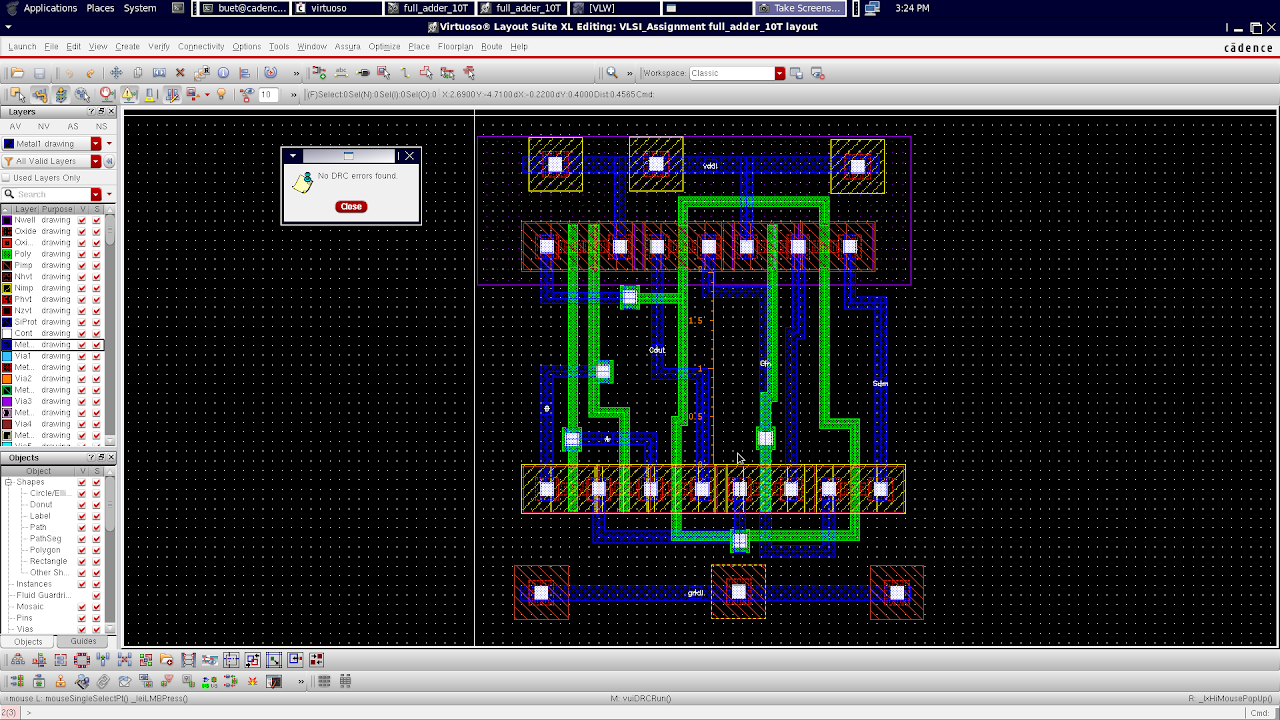 Applications Places System buet@cadenc... virtuoso full_adder_10T full_adder_10T [VLW] Take Screens... 3:24 PM
Virtuoso® Layout Suite XL Editing: VLSI_Assignment full_adder_10T layout
Launch File Edit View Create Verify Connectivity Options Tools Window Assura Optimize Place Floorplan Route Help cādence
Workspace: Classic
10 (F)Select:0 Sel(N):0 Sel(I):0 Sel(O):0 X:2.6900 Y:-4.7100 dX:-0.2200 dY:0.4000 Dist:0.4565 Cmd:
Layers
AV NV AS NS
Metal1 drawing
All Valid Layers
Used Layers Only
Search
Layer Purpose V S
Nwell drawing
Oxide drawing
Oxi... drawing
Poly drawing
Pimp drawing
Nhvt drawing
Nimp drawing
Phvt drawing
Nzvt drawing
SiProt drawing
Cont drawing
Met... drawing
Via1 drawing
Met... drawing
Via2 drawing
Met... drawing
Via3 drawing
Met... drawing
Via4 drawing
Met... drawing
Objects
Object V S
Shapes
Circle/Elli...
Donut
Label
Path
PathSeg
Polygon
Rectangle
Other Sh...
Instances
Fluid Guardri...
Mosaic
Pins
Vias
Objects Guides
No DRC errors found.
Close
vdd!
1.5
Cout
1
Cin
0.5
A
gnd!
mouse L: mouseSingleSelectPt() _leiLMBPress() M: vuiDRCRun() R: _lxHiMousePopUp()
2(3) > Cmd: